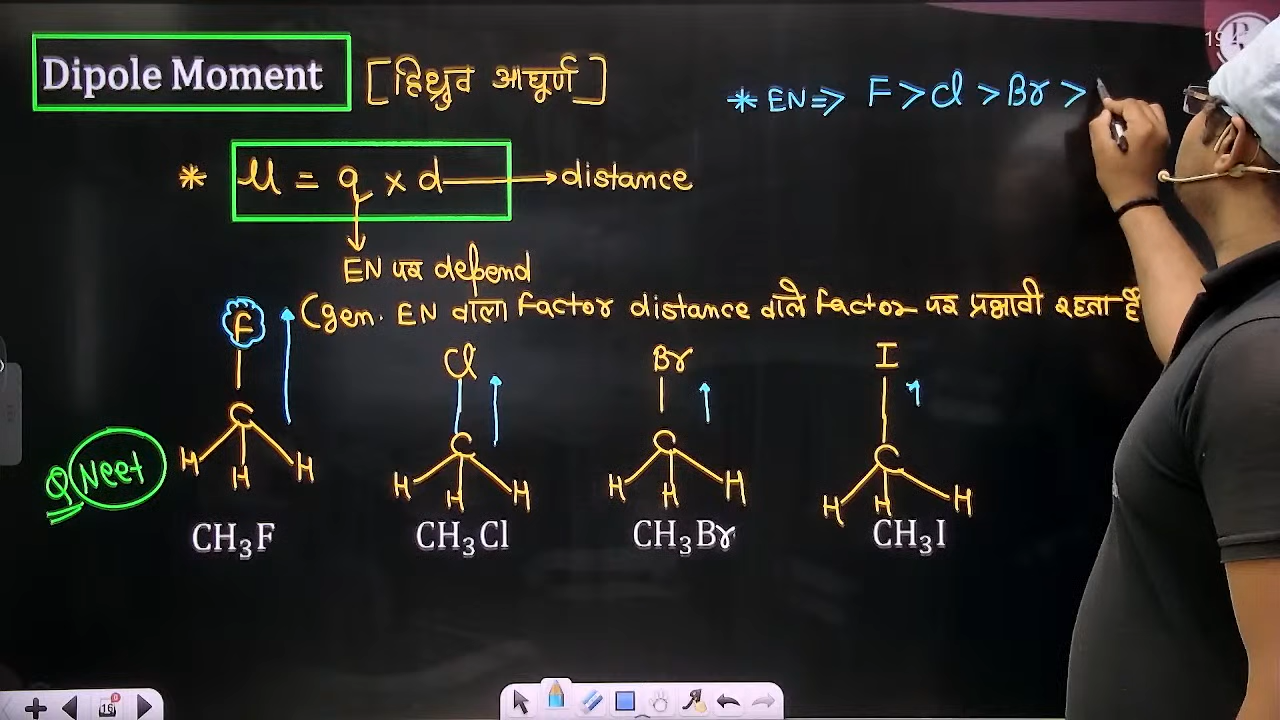 Dipole Moment [द्विध्रुव आघूर्ण]
* EN => F > Cl > Br >
* μ = q x d → distance
EN पर depend
(gen. EN वाला factor distance वाले factor पर प्रभावी रहता है
F
Cl
Br
I
C
C
C
C
H H H
H H H
H H H
H H H
Q Neet
CH₃F
CH₃Cl
CH₃Br
CH₃I